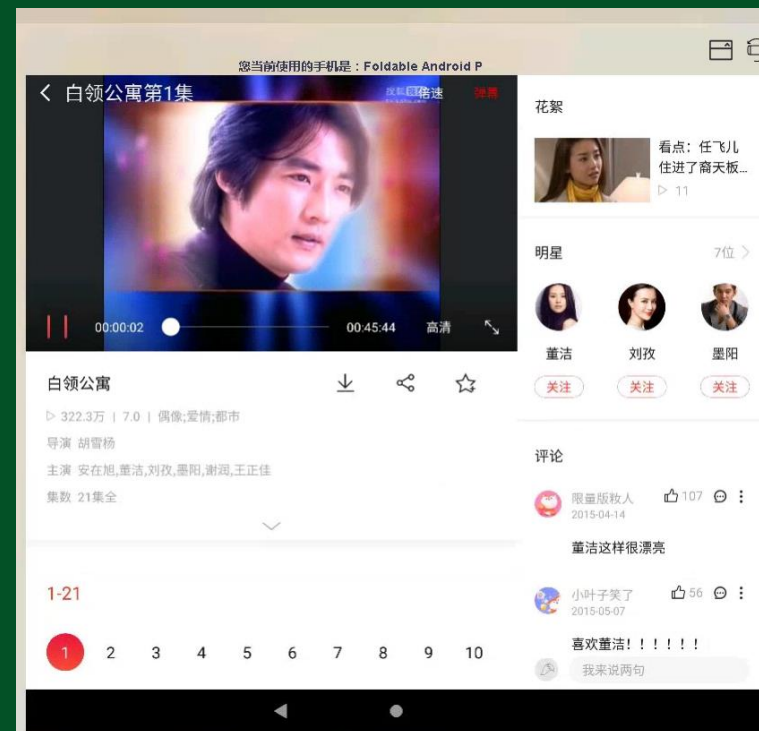 您当前使用的手机是：Foldable Android P
白领公寓第1集
倍速
弹幕
00:00:02
00:45:44
高清
白领公寓
322.3万 | 7.0 | 偶像;爱情;都市
导演 胡雪杨
主演 安在旭,董洁,刘孜,墨阳,谢润,王正佳
集数 21集全
1-21
1 2 3 4 5 6 7 8 9 10
花絮
看点：任飞儿
住进了裔天板...
11
明星
7位
董洁 刘孜 墨阳
关注 关注 关注
评论
限量版妆人 107
2015-04-14
董洁这样很漂亮
小叶子笑了 56
2015-05-07
喜欢董洁！！！！！！
我来说两句